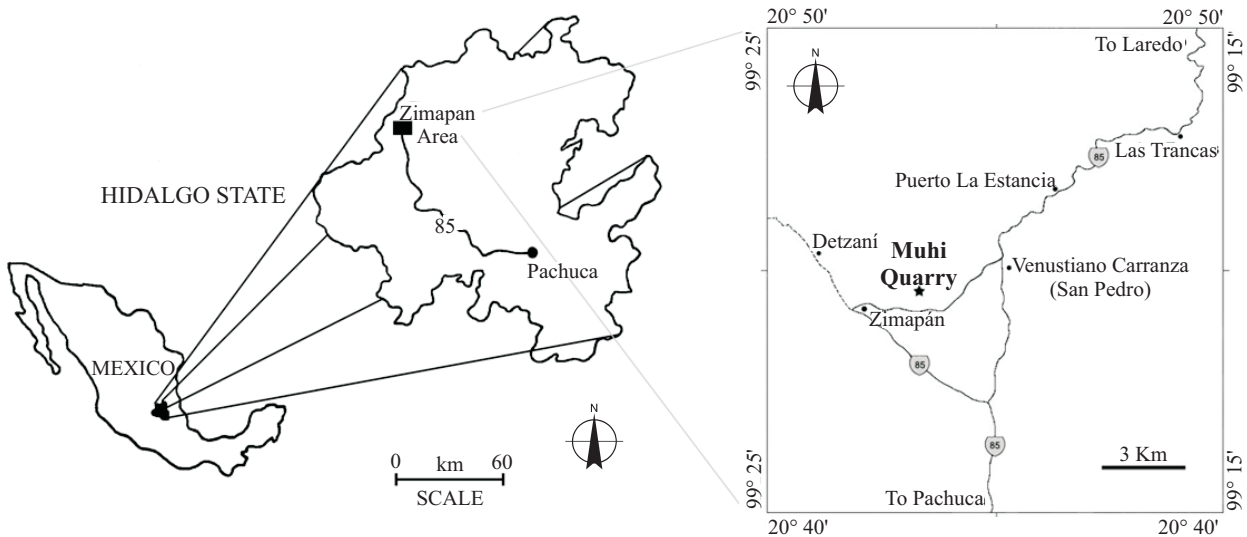 Zimapan
Area
HIDALGO STATE
85
Pachuca
MEXICO
N
0 km 60
SCALE
20° 50'
20° 50'
99° 25'
99° 15'
N
To Laredo
85
Las Trancas
Puerto La Estancia
Detzaní
Muhi
Quarry
Venustiano Carranza
(San Pedro)
Zimapán
85
85
3 Km
To Pachuca
99° 25'
99° 15'
20° 40'
20° 40'